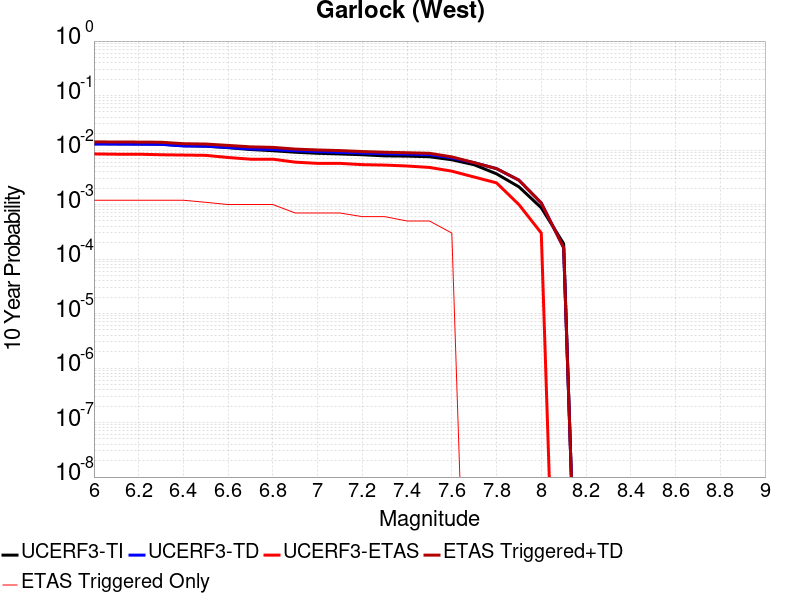 Garlock (West)
10 0
10 -1
10 -2
10 -3
10 -4
10 -5
10 -6
10 -7
10 -8
10 Year Probability
6 6.2 6.4 6.6 6.8 7 7.2 7.4 7.6 7.8 8 8.2 8.4 8.6 8.8 9
Magnitude
UCERF3-TI UCERF3-TD UCERF3-ETAS ETAS Triggered+TD
ETAS Triggered Only